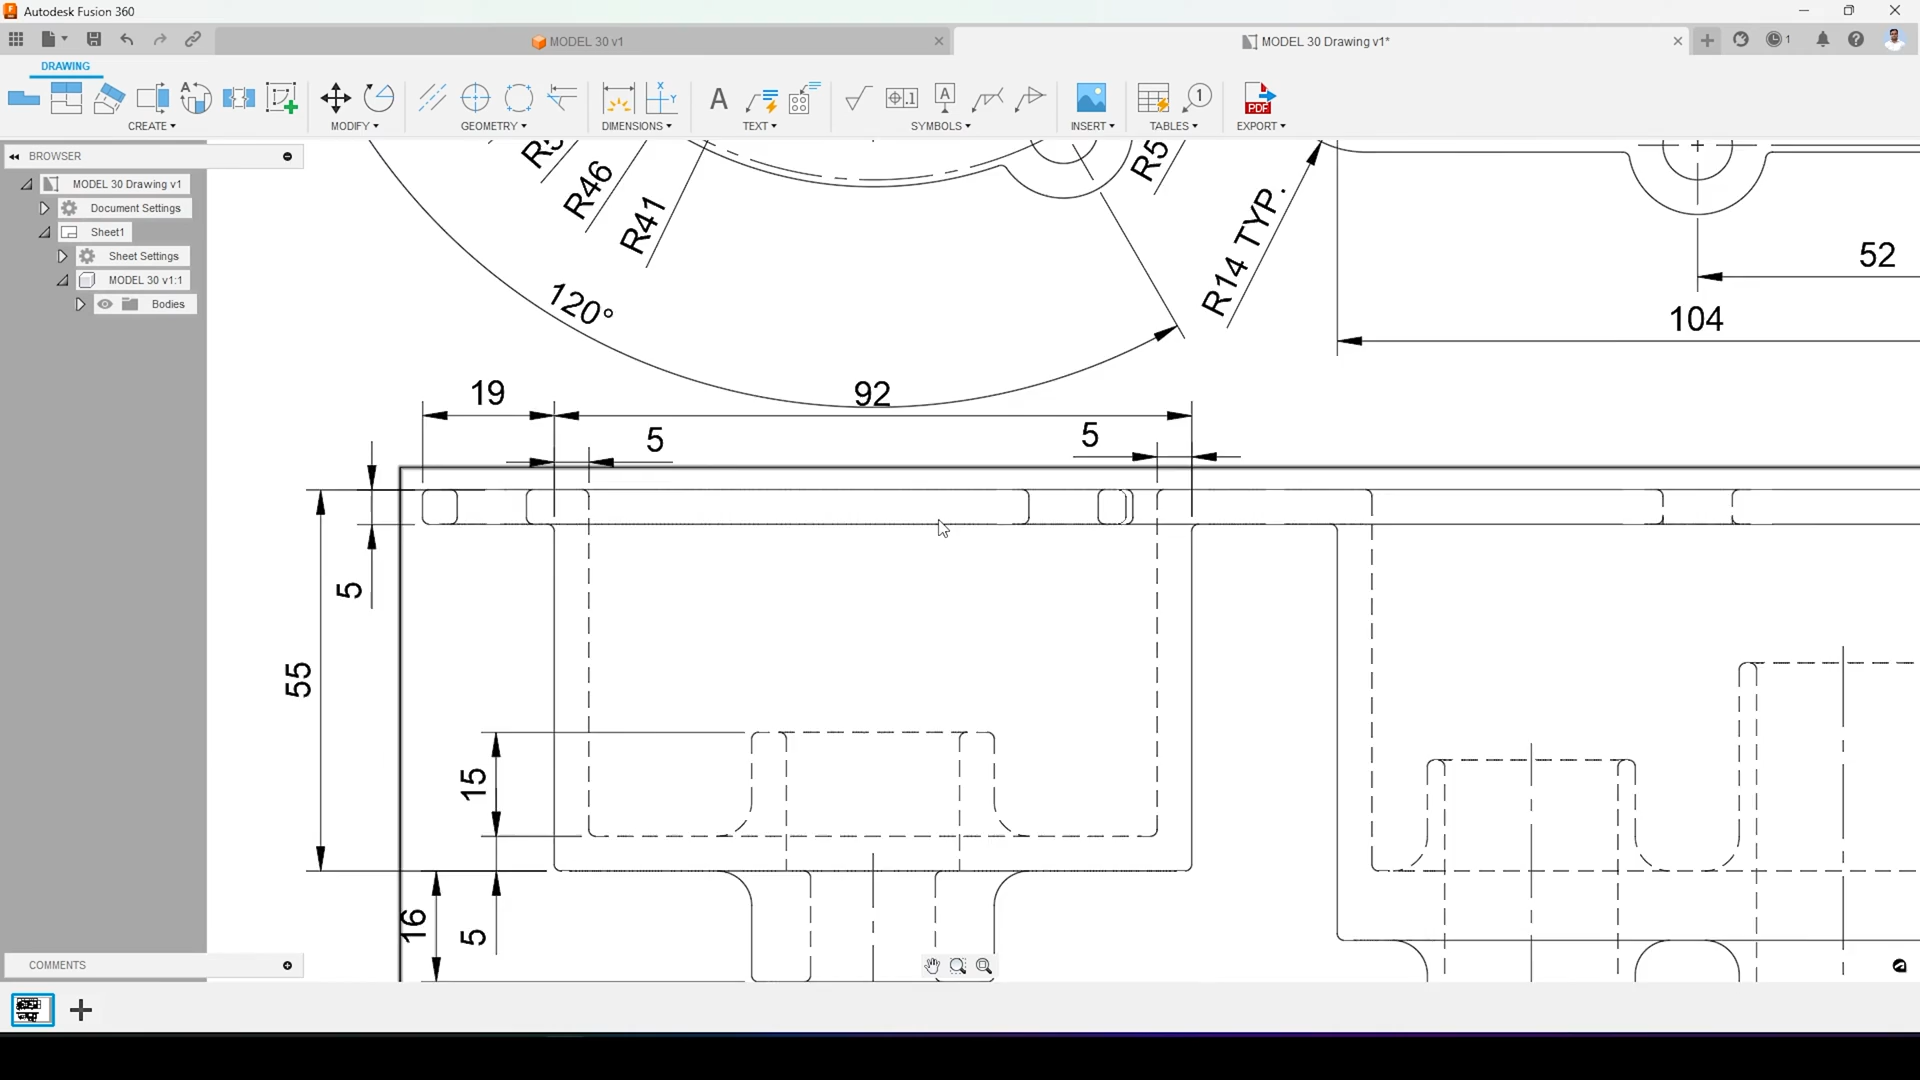 Autodesk Fusion 360
MODEL 30 v1
MODEL 30 Drawing v1*
1
DRAWING
CREATE
MODIFY
GEOMETRY
DIMENSIONS
TEXT
SYMBOLS
INSERT
TABLES
EXPORT
PDF
BROWSER
MODEL 30 Drawing v1
Document Settings
Sheet1
Sheet Settings
MODEL 30 v1:1
Bodies
R46
R41
R14 TYP.
52
120°
104
19
92
5
5
5
55
15
16
5
COMMENTS